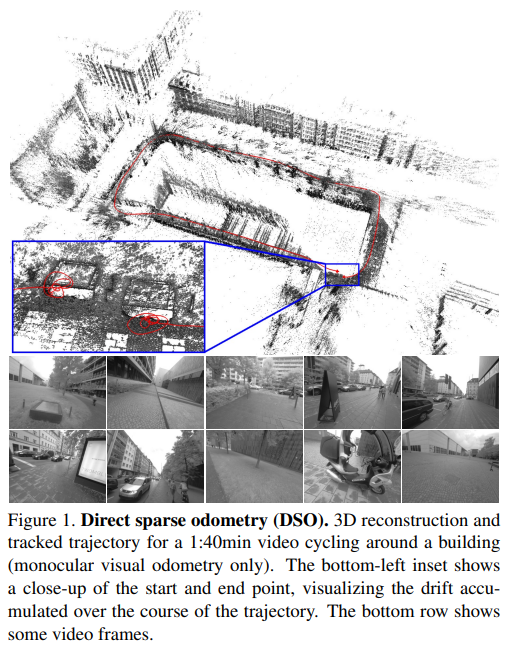 Figure 1. Direct sparse odometry (DSO). 3D reconstruction and
tracked trajectory for a 1:40min video cycling around a building
(monocular visual odometry only). The bottom-left inset shows
a close-up of the start and end point, visualizing the drift accu-
mulated over the course of the trajectory. The bottom row shows
some video frames.